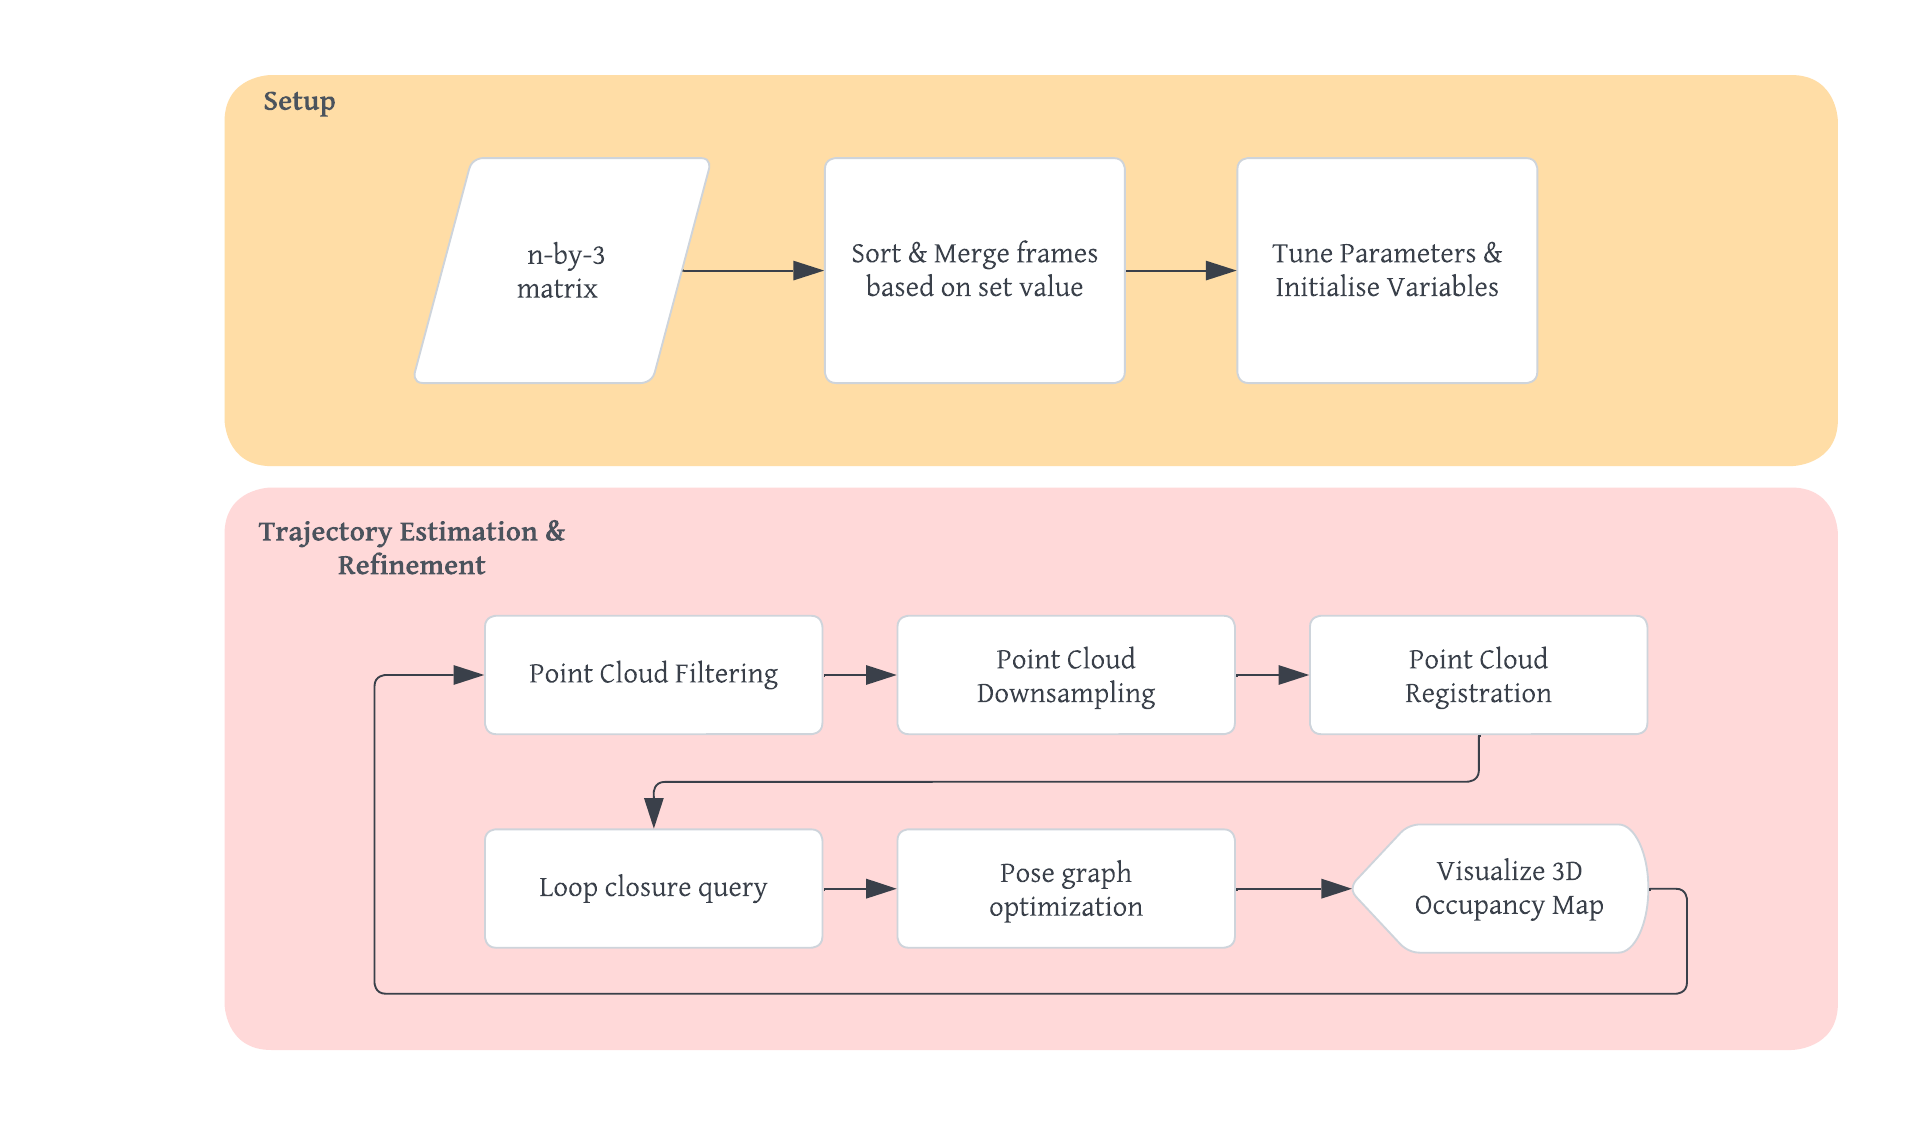 Setup
n-by-3
matrix
Sort & Merge frames
based on set value
Tune Parameters &
Initialise Variables
Trajectory Estimation &
Refinement
Point Cloud Filtering
Point Cloud
Downsampling
Point Cloud
Registration
Loop closure query
Pose graph
optimization
Visualize 3D
Occupancy Map